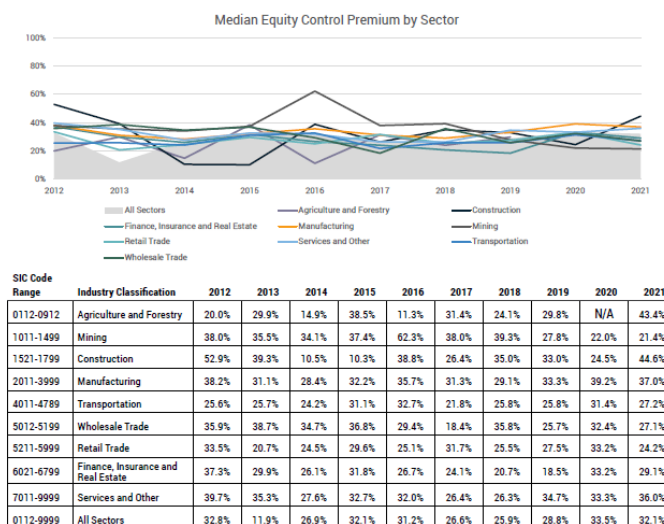 Median Equity Control Premium by Sector
100%
80%
60%
40%
20%
0%
2012 2013 2014 2015 2016 2017 2018 2019 2020 2021
All Sectors Agriculture and Forestry Construction
Finance, Insurance and Real Estate Manufacturing Mining
Retail Trade Services and Other Transportation
Wholesale Trade
SIC Code
Range Industry Classification 2012 2013 2014 2015 2016 2017 2018 2019 2020 2021
0112-0912 Agriculture and Forestry 20.0% 29.9% 14.9% 38.5% 11.3% 31.4% 24.1% 29.8% N/A 43.4%
1011-1499 Mining 38.0% 35.5% 34.1% 37.4% 62.3% 38.0% 39.3% 27.8% 22.0% 21.4%
1521-1799 Construction 52.9% 39.3% 10.5% 10.3% 38.8% 26.4% 35.0% 33.0% 24.5% 44.6%
2011-3999 Manufacturing 38.2% 31.1% 28.4% 32.2% 35.7% 31.3% 29.1% 33.3% 39.2% 37.0%
4011-4789 Transportation 25.6% 25.7% 24.2% 31.1% 32.7% 21.8% 25.8% 25.8% 31.4% 27.2%
5012-5199 Wholesale Trade 35.9% 38.7% 34.7% 36.8% 29.4% 18.4% 35.8% 25.7% 32.4% 27.1%
5211-5999 Retail Trade 33.5% 20.7% 24.5% 29.6% 25.1% 31.7% 25.5% 27.5% 33.2% 24.2%
6021-6799 Finance, Insurance and
Real Estate 37.3% 29.9% 26.1% 31.8% 26.7% 24.1% 20.7% 18.5% 33.2% 29.1%
7011-9999 Services and Other 39.7% 35.3% 27.6% 32.7% 32.0% 26.4% 26.3% 34.7% 33.3% 36.0%
0112-9999 All Sectors 32.8% 11.9% 26.9% 32.1% 31.2% 26.6% 25.9% 28.8% 33.5% 32.1%